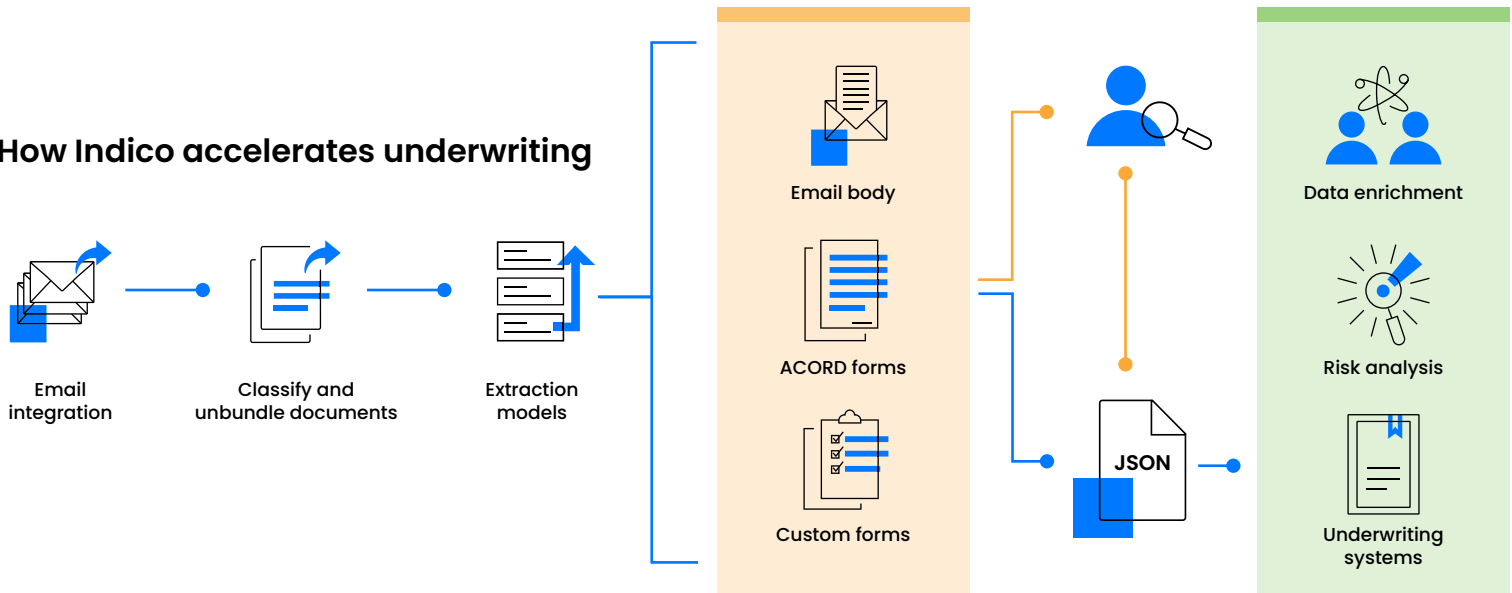 How Indico accelerates underwriting
Email
integration
Classify and
unbundle documents
Extraction
models
Email body
ACORD forms
Custom forms
JSON
Data enrichment
Risk analysis
Underwriting
systems